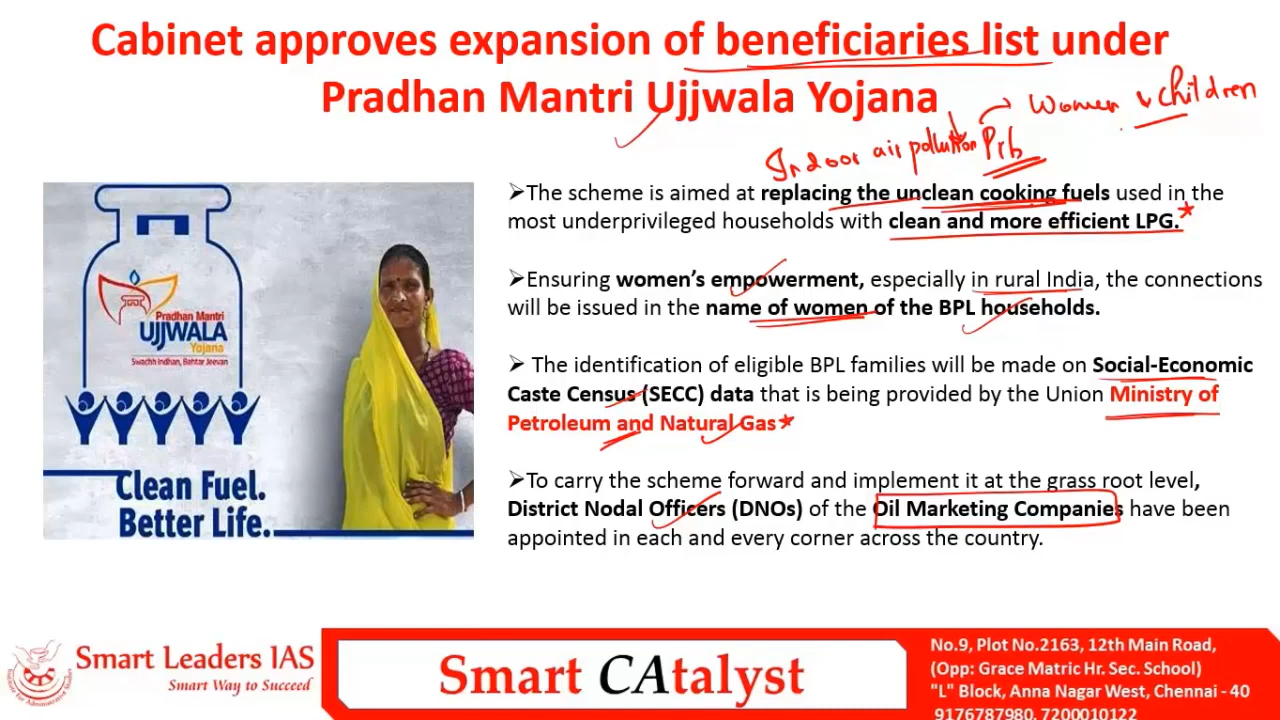 Cabinet approves expansion of beneficiaries list under
Pradhan Mantri Ujjwala Yojana
Women & children
Indoor air pollution Prb
➢The scheme is aimed at replacing the unclean cooking fuels used in the
most underprivileged households with clean and more efficient LPG.*
➢Ensuring women's empowerment, especially in rural India, the connections
will be issued in the name of women of the BPL households.
➢ The identification of eligible BPL families will be made on Social-Economic
Caste Census (SECC) data that is being provided by the Union Ministry of
Petroleum and Natural Gas*
➢To carry the scheme forward and implement it at the grass root level,
District Nodal Officers (DNOs) of the Oil Marketing Companies have been
appointed in each and every corner across the country.
Pradhan Mantri
UJJWALA
Yojana
Swachh Indhan, Bahtar Jeevan
Clean Fuel.
Better Life.
Smart Leaders IAS
Smart Way to Succeed
Smart CAtalyst
No.9, Plot No.2163, 12th Main Road,
(Opp: Grace Matric Hr. Sec. School)
"L" Block, Anna Nagar West, Chennai - 40
9176787980, 7200010122